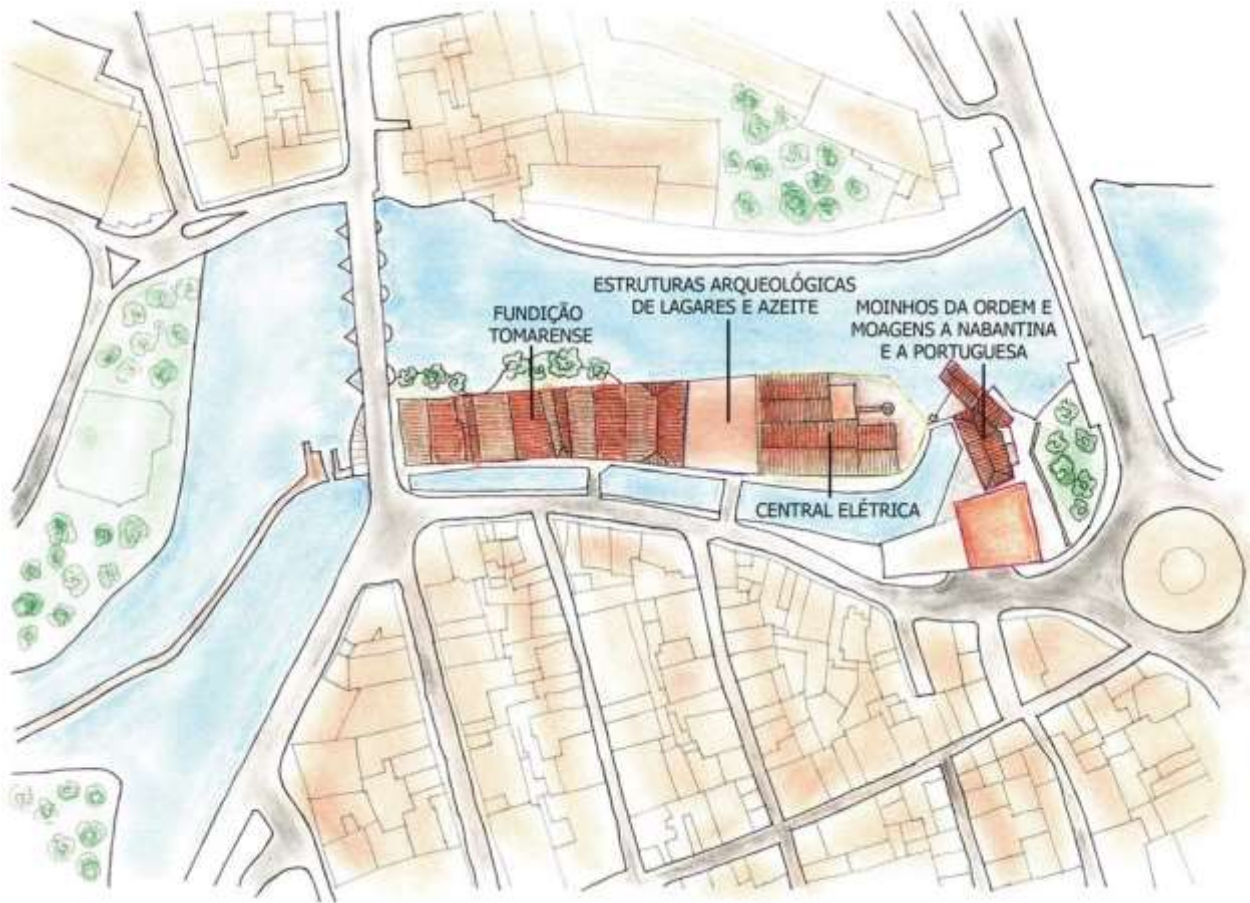 FUNDIÇÃO
TOMARENSE
ESTRUTURAS ARQUEOLÓGICAS
DE LAGARES E AZEITE
MOINHOS DA ORDEM E
MOAGENS A NABANTINA
E A PORTUGUESA
CENTRAL ELÉTRICA